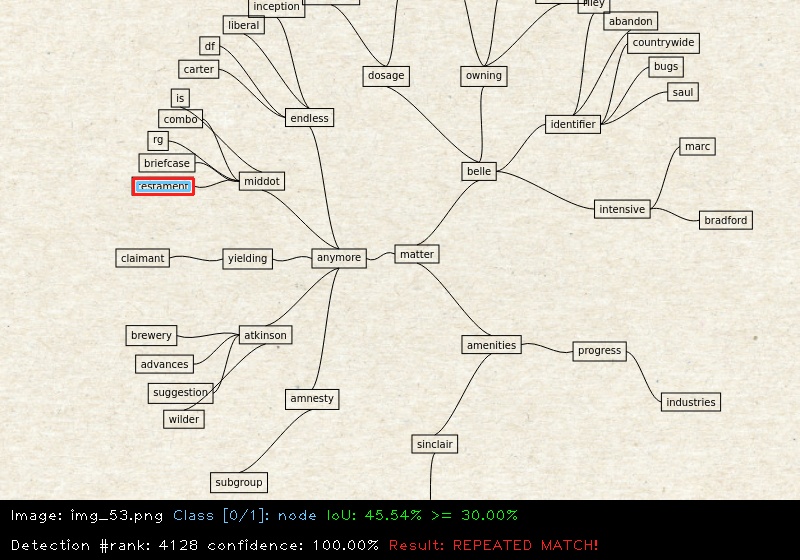 inception
riley
liberal
abandon
df
countrywide
carter
dosage
owning
bugs
saul
is
combo
endless
identifier
rg
marc
briefcase
belle
testament
middot
intensive
bradford
claimant
yielding
anymore
matter
brewery
atkinson
amenities
progress
advances
suggestion
amnesty
industries
wilder
sinclair
subgroup
Image: img_53.png Class [0/1]: node IoU: 45.54% >= 30.00%
Detection #rank: 4128 confidence: 100.00% Result: REPEATED MATCH!